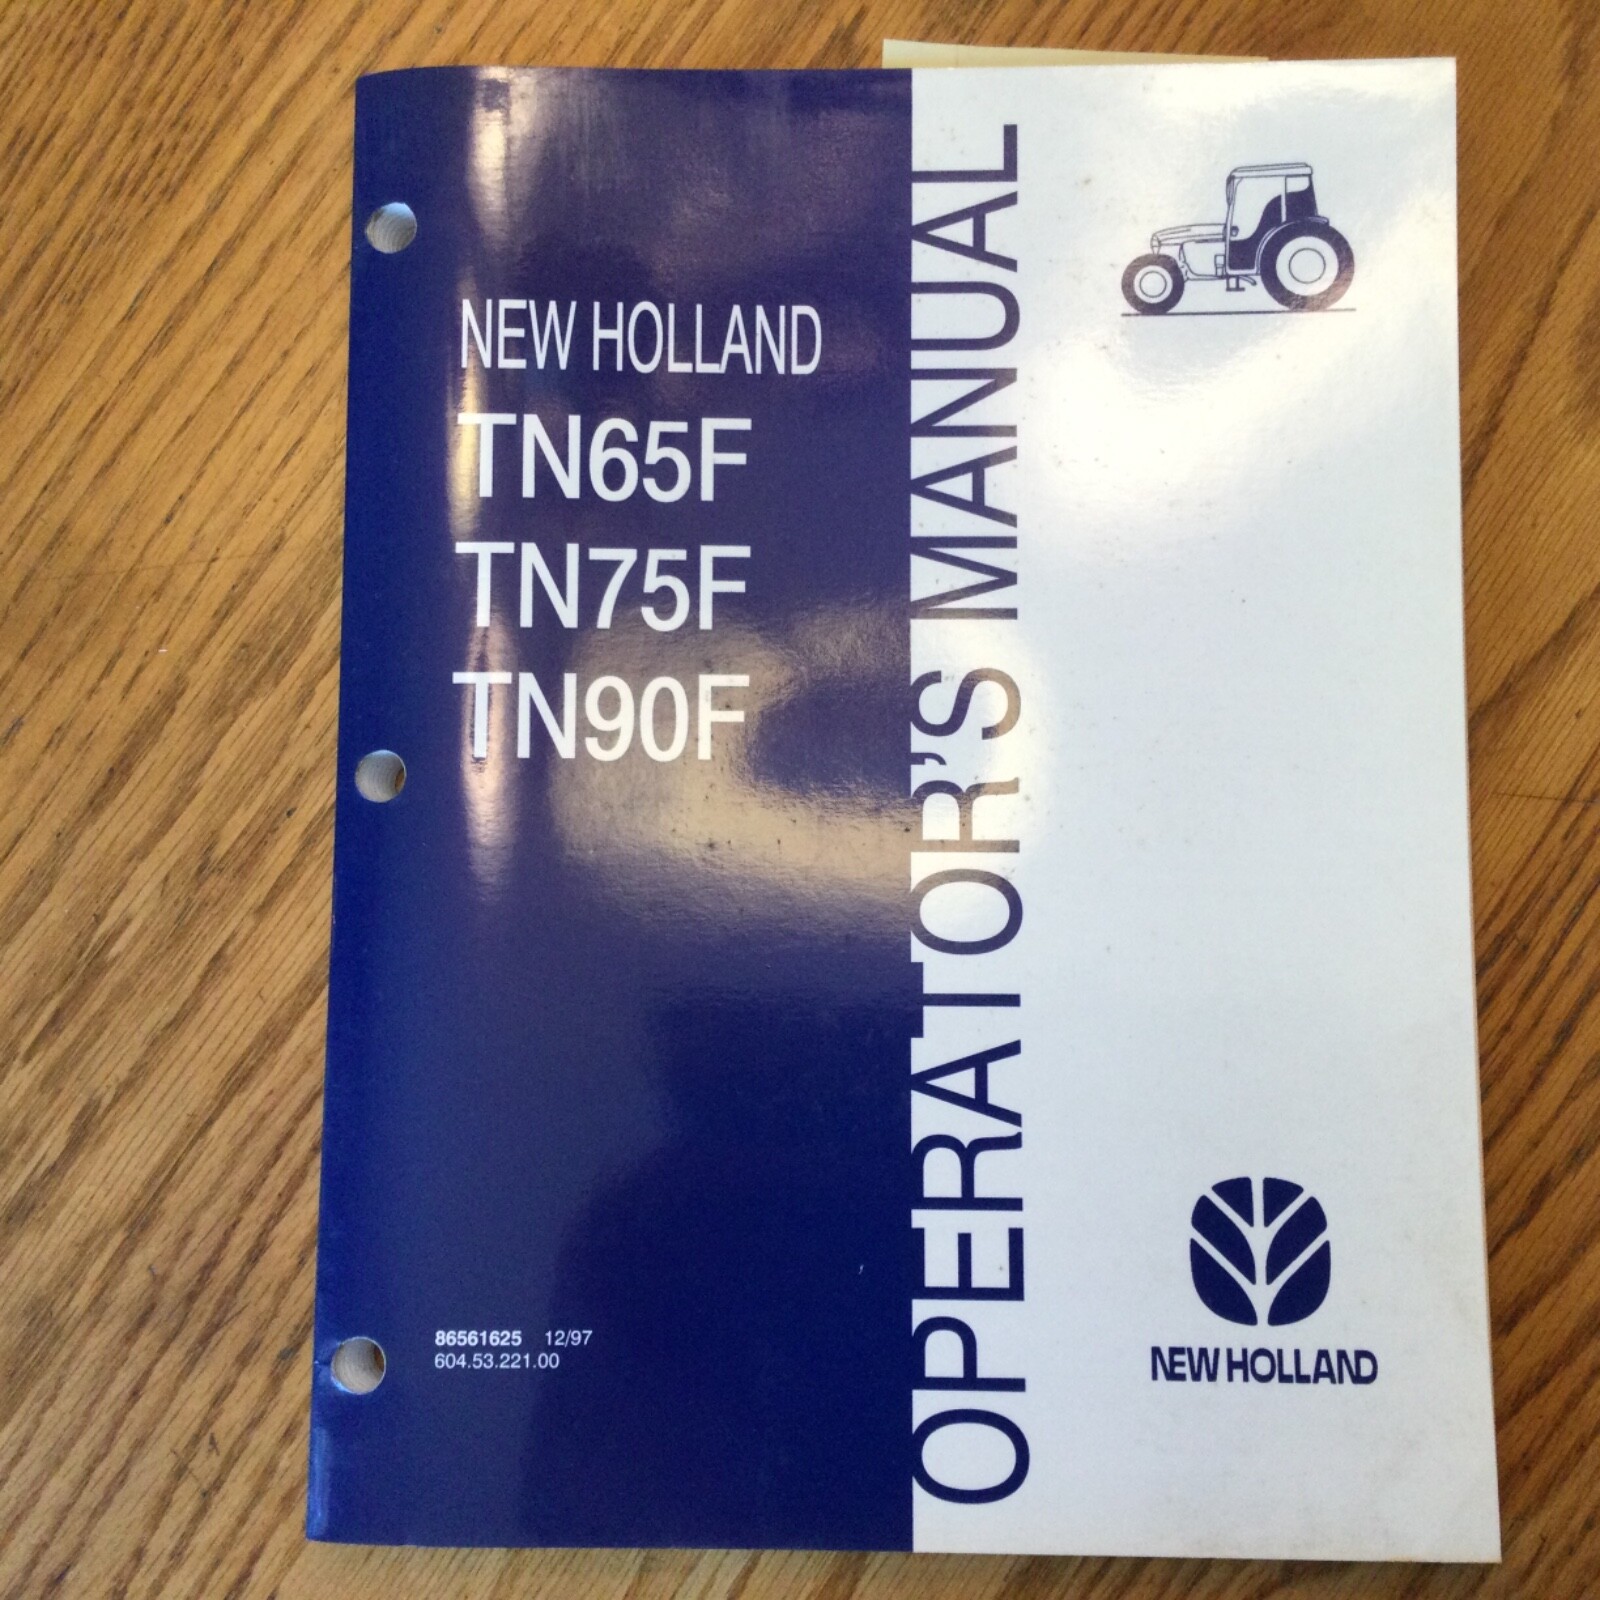 NEW HOLLAND
TN65F
TN75F
TN90F
86561625 12/97
604.53.221.00
OPERATOR'S MANUAL
NEW HOLLAND